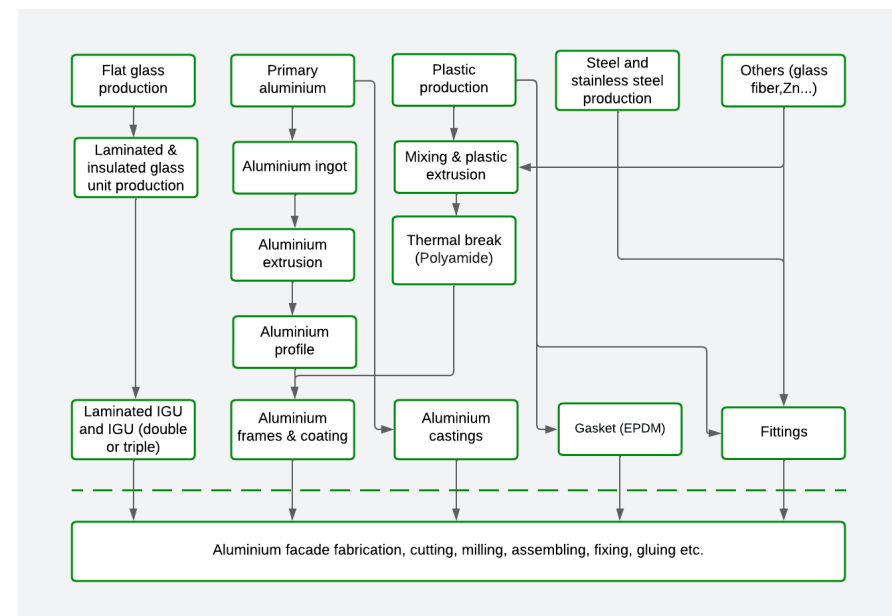 Flat glass
production
Primary
aluminium
Plastic
production
Steel and
stainless steel
production
Others (glass
fiber,Zn...)
Laminated &
insulated glass
unit production
Aluminium ingot
Mixing & plastic
extrusion
Aluminium
extrusion
Thermal break
(Polyamide)
Aluminium
profile
Laminated IGU
and IGU (double
or triple)
Aluminium
frames & coating
Aluminium
castings
Gasket (EPDM)
Fittings
Aluminium facade fabrication, cutting, milling, assembling, fixing, gluing etc.